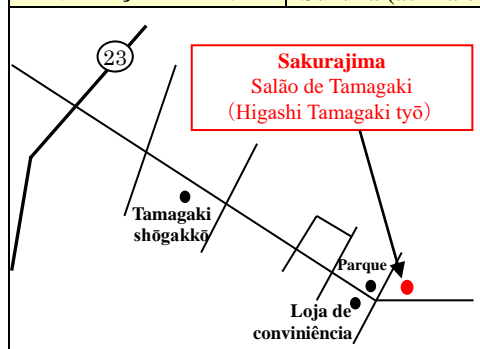 23
Sakurajima
Salão de Tamagaki
(Higashi Tamagaki tyō)
Tamagaki
shōgakkō
Parque
Loja de
conviniência